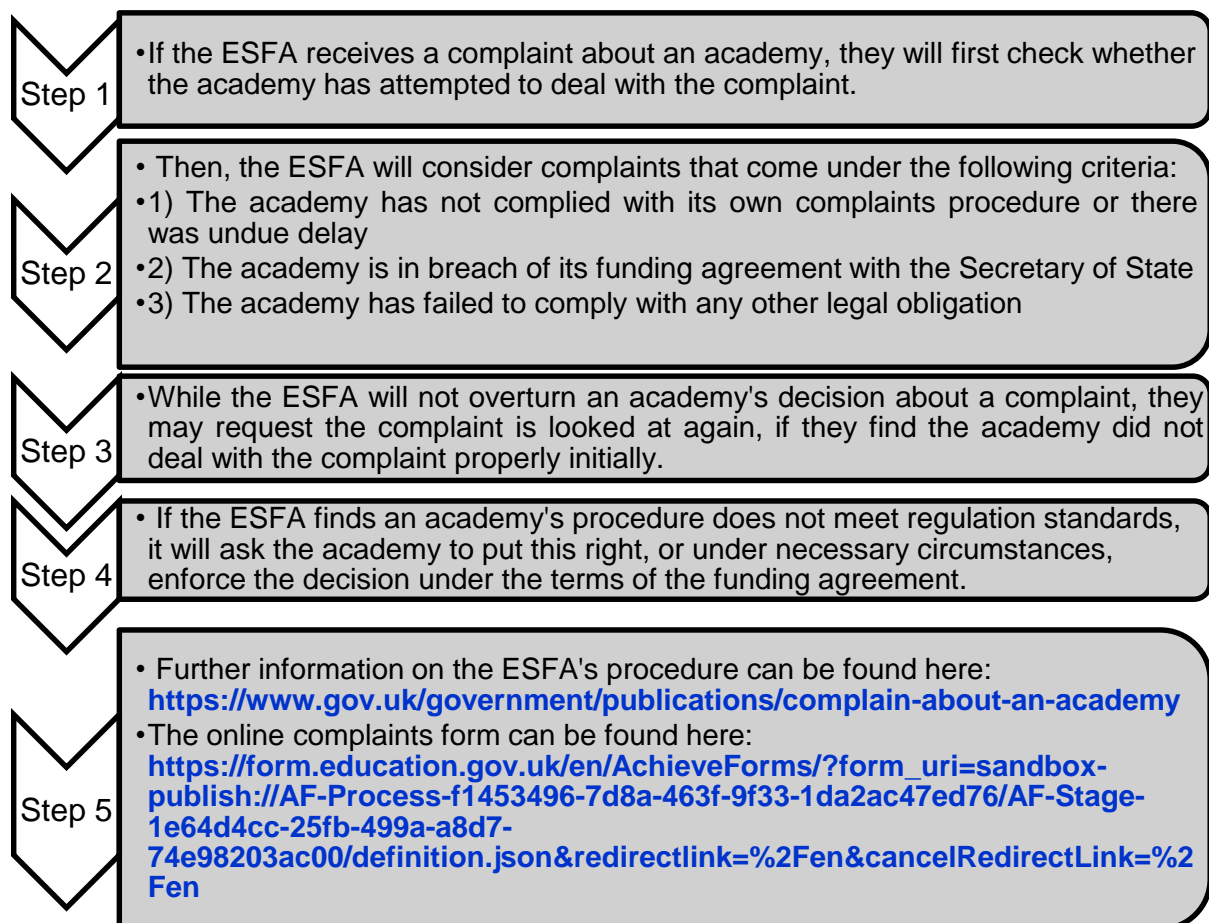 Step 1
•If the ESFA receives a complaint about an academy, they will first check whether
the academy has attempted to deal with the complaint.
Step 2
• Then, the ESFA will consider complaints that come under the following criteria:
•1) The academy has not complied with its own complaints procedure or there
was undue delay
•2) The academy is in breach of its funding agreement with the Secretary of State
•3) The academy has failed to comply with any other legal obligation
Step 3
•While the ESFA will not overturn an academy's decision about a complaint, they
may request the complaint is looked at again, if they find the academy did not
deal with the complaint properly initially.
Step 4
• If the ESFA finds an academy's procedure does not meet regulation standards,
it will ask the academy to put this right, or under necessary circumstances,
enforce the decision under the terms of the funding agreement.
Step 5
• Further information on the ESFA's procedure can be found here:
https://www.gov.uk/government/publications/complain-about-an-academy
•The online complaints form can be found here:
https://form.education.gov.uk/en/AchieveForms/?form_uri=sandbox-
publish://AF-Process-f1453496-7d8a-463f-9f33-1da2ac47ed76/AF-Stage-
1e64d4cc-25fb-499a-a8d7-
74e98203ac00/definition.json&redirectlink=%2Fen&cancelRedirectLink=%2
Fen